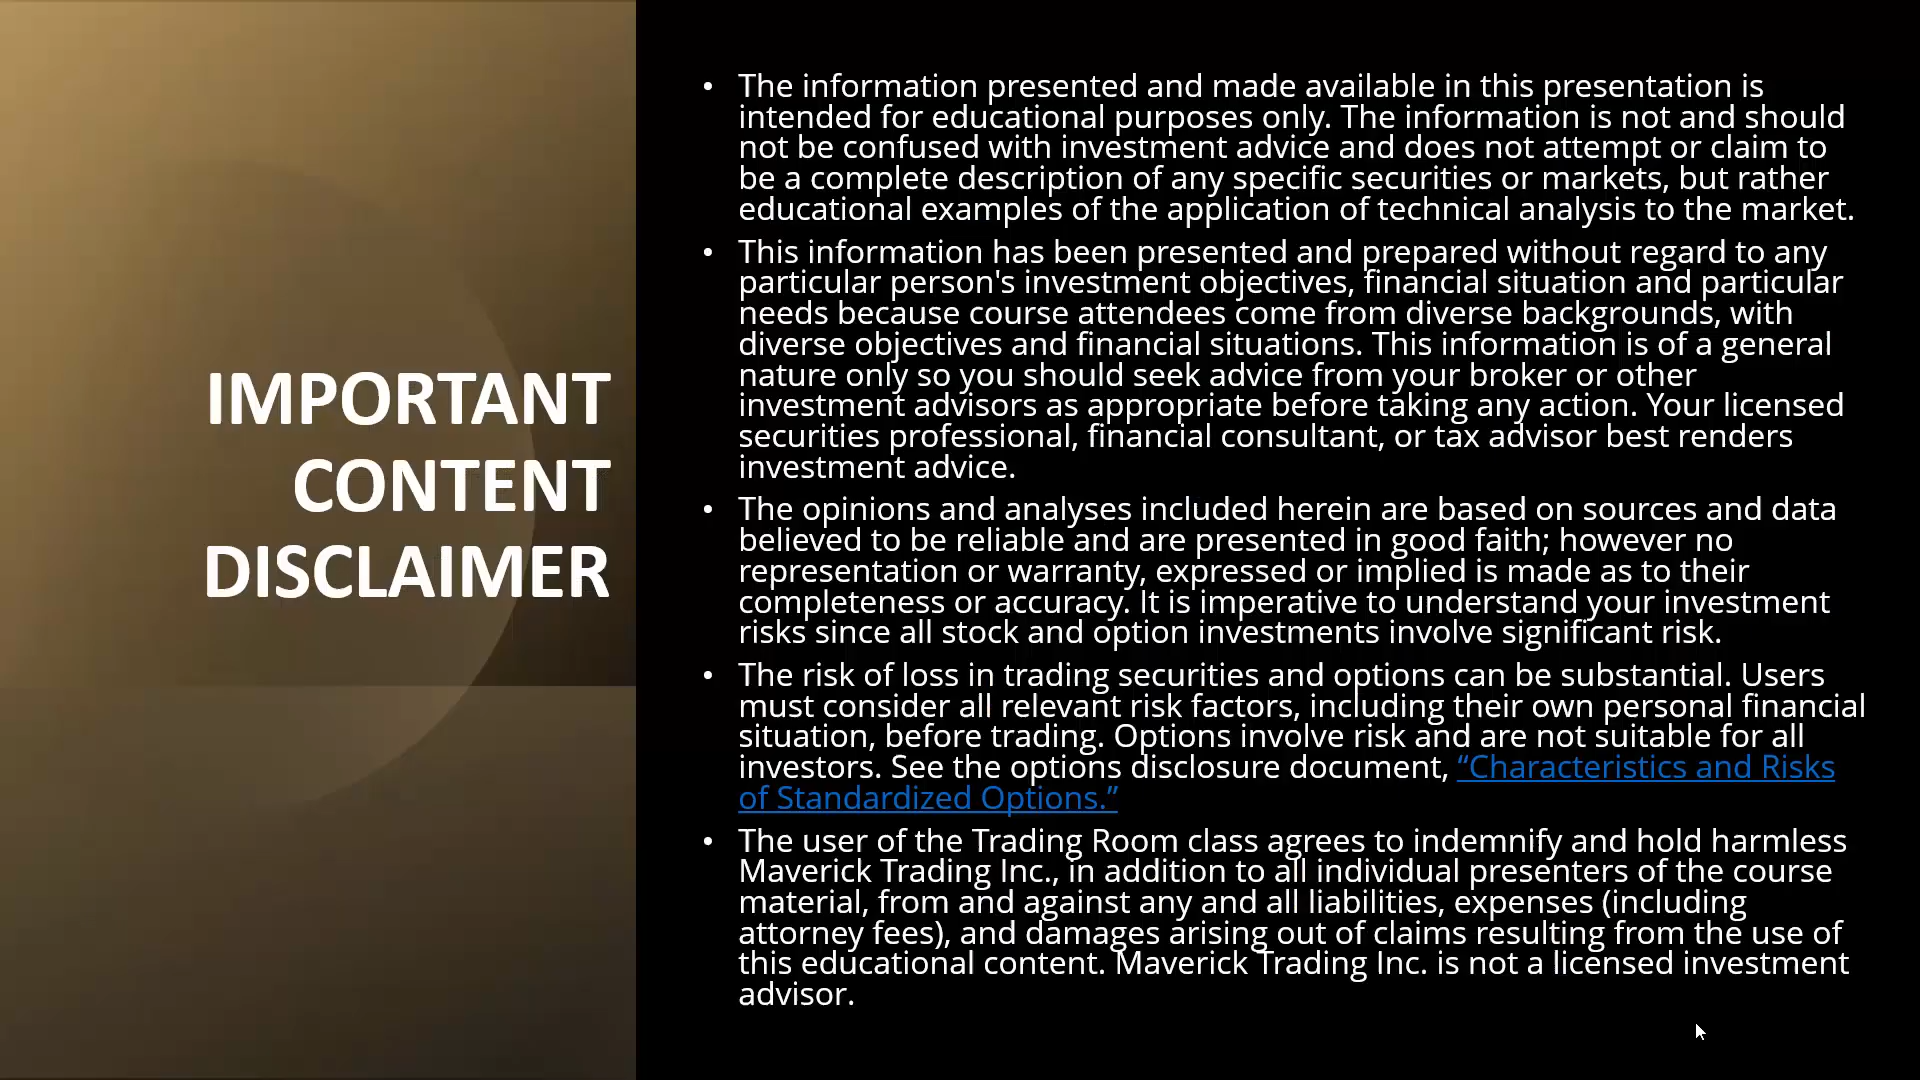 IMPORTANT
CONTENT
DISCLAIMER
• The information presented and made available in this presentation is
intended for educational purposes only. The information is not and should
not be confused with investment advice and does not attempt or claim to
be a complete description of any specific securities or markets, but rather
educational examples of the application of technical analysis to the market.
• This information has been presented and prepared without regard to any
particular person's investment objectives, financial situation and particular
needs because course attendees come from diverse backgrounds, with
diverse objectives and financial situations. This information is of a general
nature only so you should seek advice from your broker or other
investment advisors as appropriate before taking any action. Your licensed
securities professional, financial consultant, or tax advisor best renders
investment advice.
• The opinions and analyses included herein are based on sources and data
believed to be reliable and are presented in good faith; however no
representation or warranty, expressed or implied is made as to their
completeness or accuracy. It is imperative to understand your investment
risks since all stock and option investments involve significant risk.
• The risk of loss in trading securities and options can be substantial. Users
must consider all relevant risk factors, including their own personal financial
situation, before trading. Options involve risk and are not suitable for all
investors. See the options disclosure document, “Characteristics and Risks
of Standardized Options.”
• The user of the Trading Room class agrees to indemnify and hold harmless
Maverick Trading Inc., in addition to all individual presenters of the course
material, from and against any and all liabilities, expenses (including
attorney fees), and damages arising out of claims resulting from the use of
this educational content. Maverick Trading Inc. is not a licensed investment
advisor.